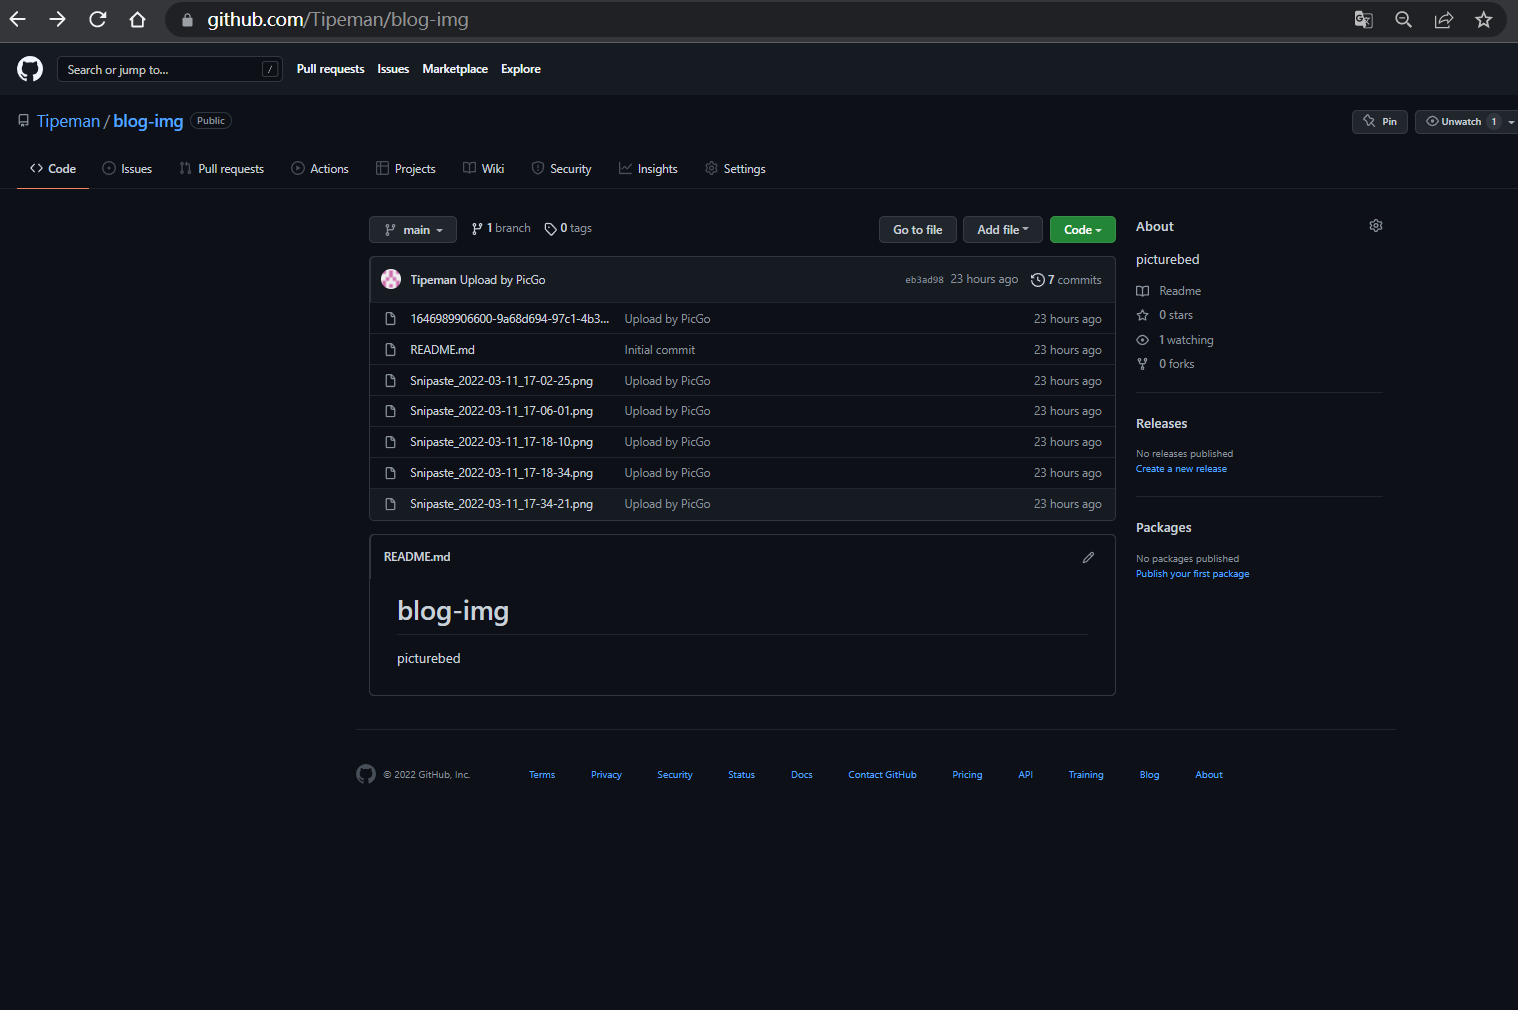 github.com/Tipeman/blog-img
Search or jump to... /
Pull requests Issues Marketplace Explore
Tipeman / blog-img Public
Pin Unwatch 1
Code Issues Pull requests Actions Projects Wiki Security Insights Settings
main 1 branch 0 tags Go to file Add file Code
Tipeman Upload by PicGo eb3ad98 23 hours ago 7 commits
1646989906600-9a68d694-97c1-4b3... Upload by PicGo 23 hours ago
README.md Initial commit 23 hours ago
Snipaste_2022-03-11_17-02-25.png Upload by PicGo 23 hours ago
Snipaste_2022-03-11_17-06-01.png Upload by PicGo 23 hours ago
Snipaste_2022-03-11_17-18-10.png Upload by PicGo 23 hours ago
Snipaste_2022-03-11_17-18-34.png Upload by PicGo 23 hours ago
Snipaste_2022-03-11_17-34-21.png Upload by PicGo 23 hours ago
README.md
blog-img
picturebed
About
picturebed
Readme
0 stars
1 watching
0 forks
Releases
No releases published
Create a new release
Packages
No packages published
Publish your first package
© 2022 GitHub, Inc. Terms Privacy Security Status Docs Contact GitHub Pricing API Training Blog About